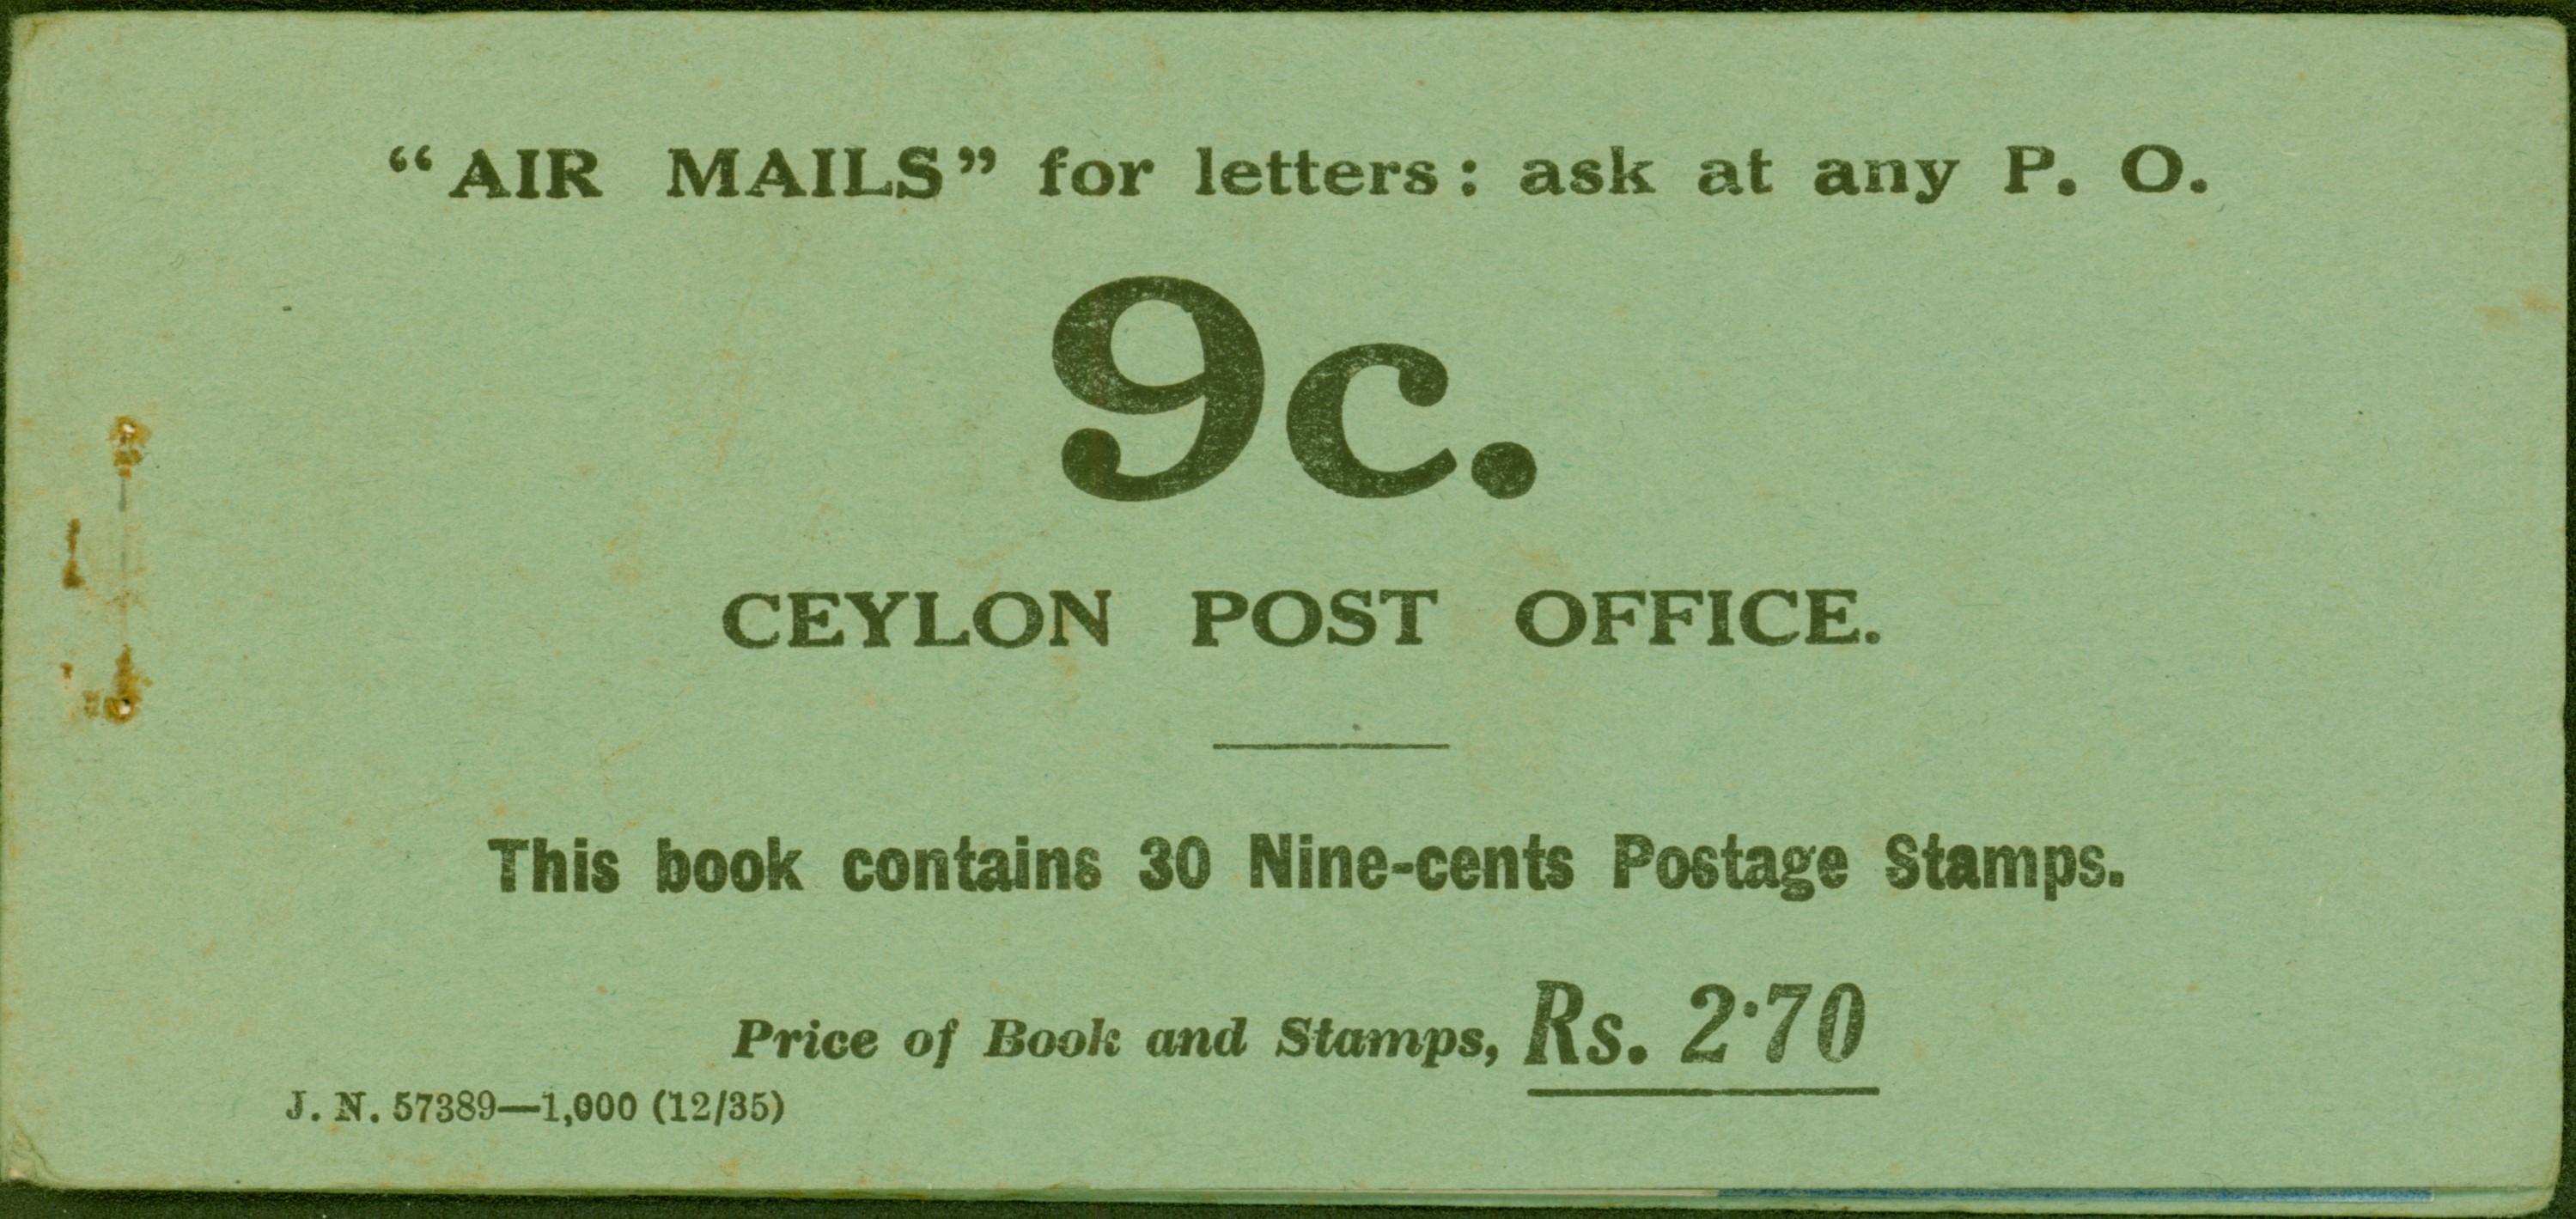 “AIR MAILS” for letters: ask at any P. O.
9c.
CEYLON POST OFFICE.
This book contains 30 Nine-cents Postage Stamps.
Price of Book and Stamps, Rs. 2·70
J. N. 57389—1,000 (12/35)